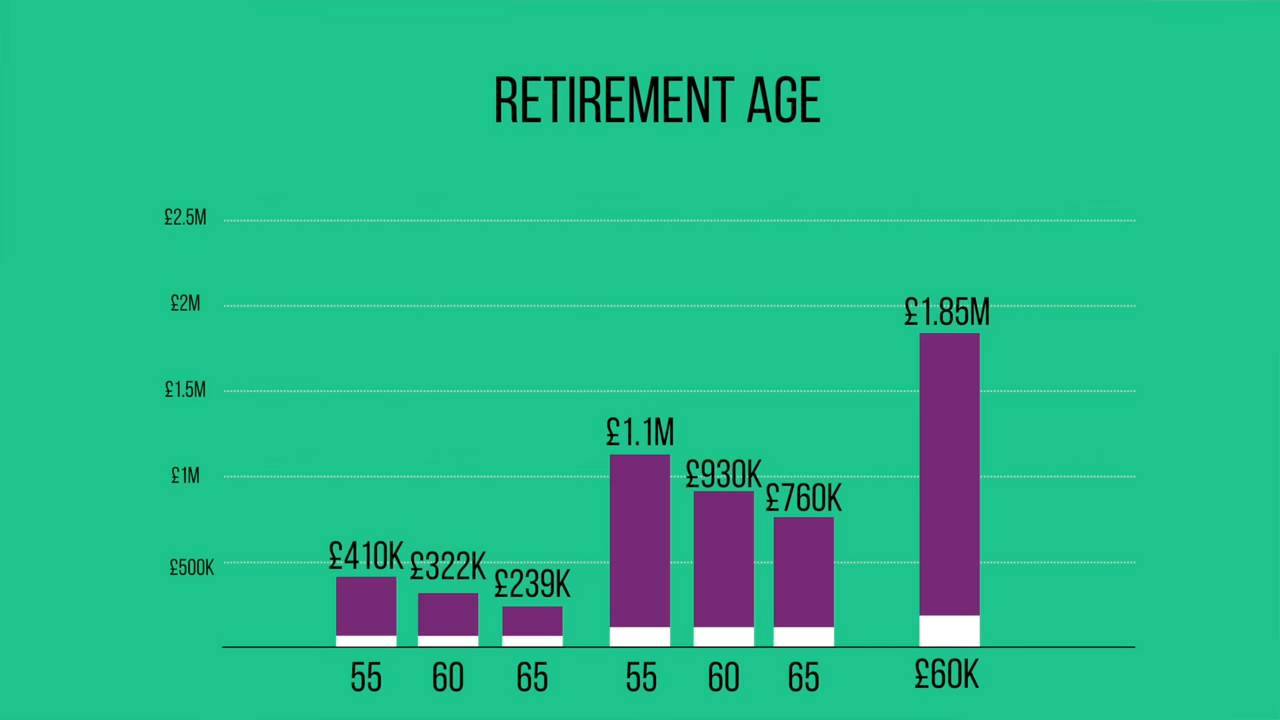 RETIREMENT AGE
£2.5M
£2M
£1.5M
£1M
£500K
£410K
£322K
£239K
£1.1M
£930K
£760K
£1.85M
55 60 65 55 60 65 £60K